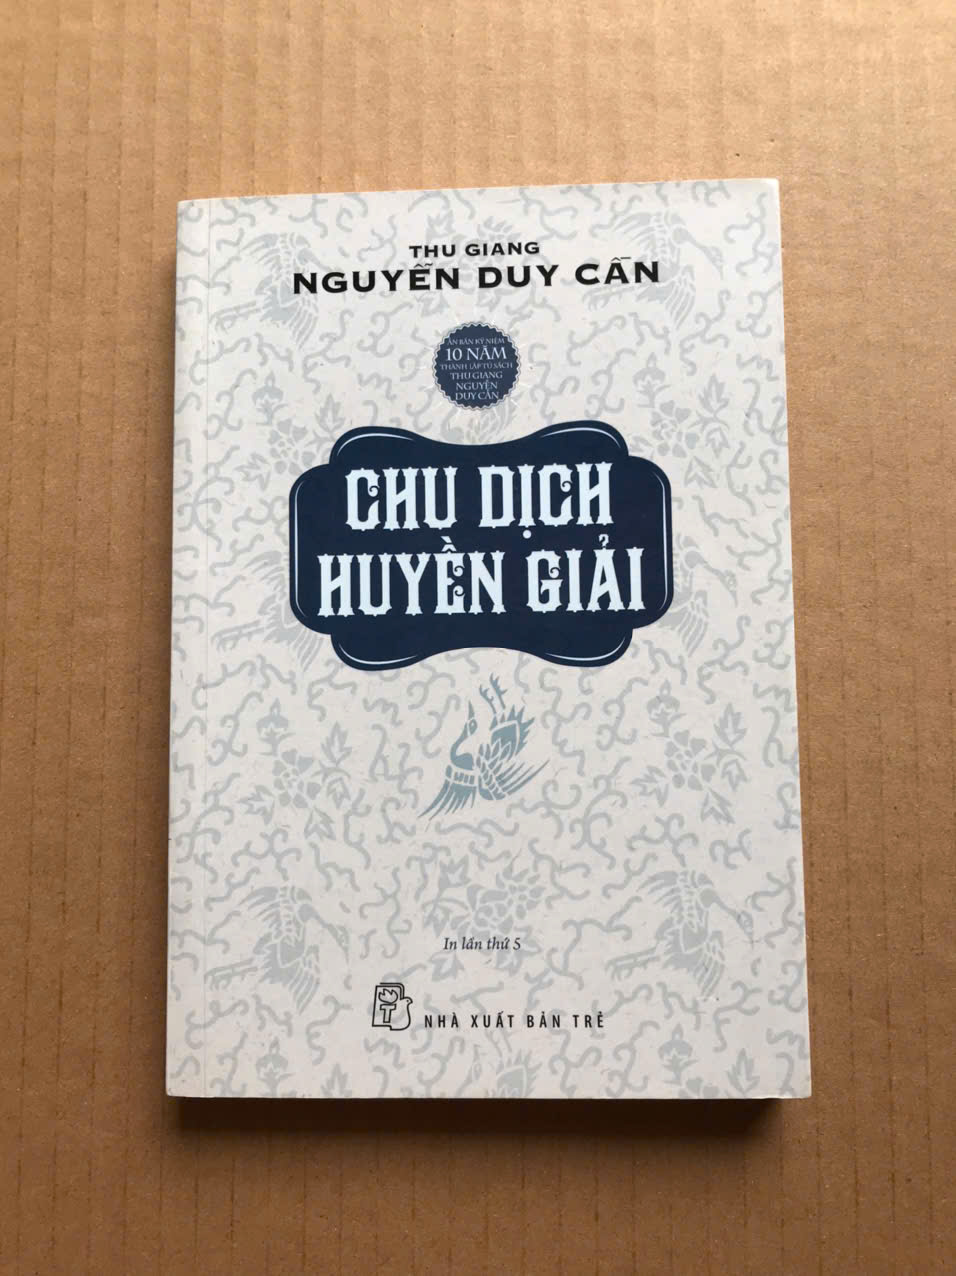 THU GIANG
NGUYỄN DUY CẦN
ẤN BẢN KỶ NIỆM
10 NĂM
THÀNH LẬP TỦ SÁCH
THU GIANG
NGUYỄN
DUY CẦN
CHU DỊCH
HUYỀN GIẢI
In lần thứ 5
T
NHÀ XUẤT BẢN TRẺ